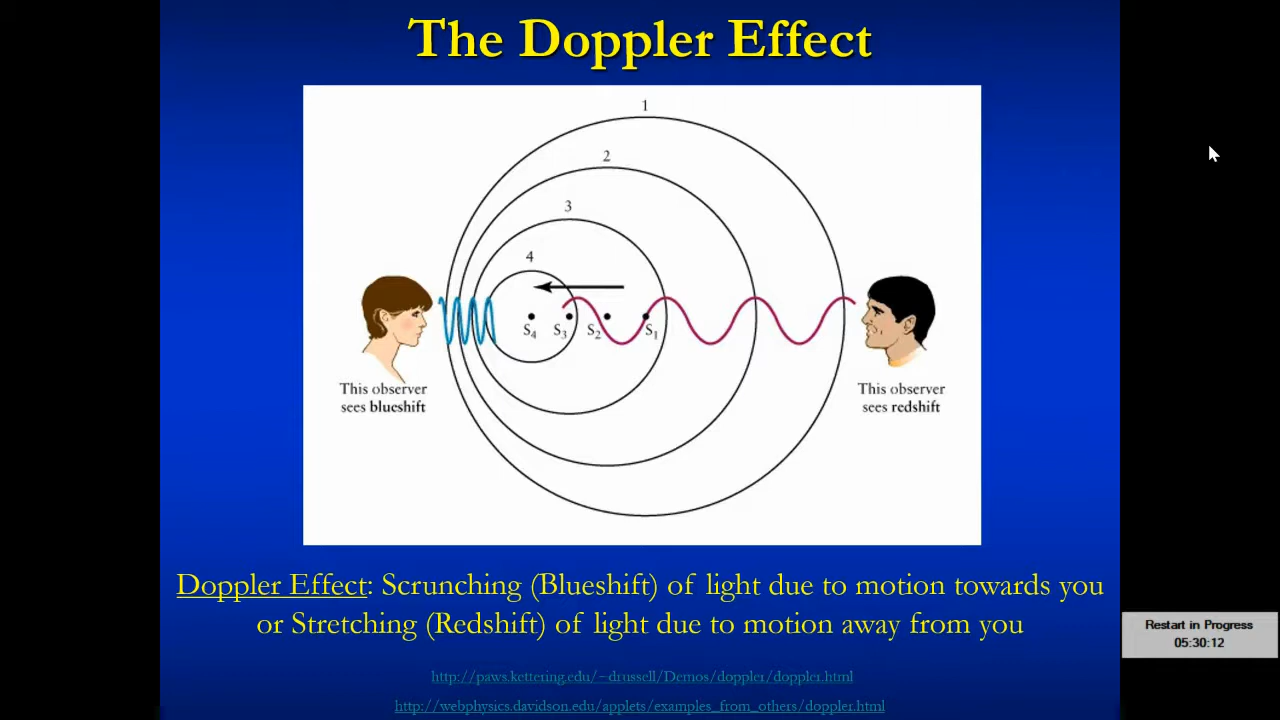 The Doppler Effect
1
2
3
4
S4 S3 S2 S1
This observer
sees blueshift
This observer
sees redshift
Doppler Effect: Scrunching (Blueshift) of light due to motion towards you
or Stretching (Redshift) of light due to motion away from you
http://paws.kettering.edu/~drussell/Demos/doppler/doppler.html
http://webphysics.davidson.edu/applets/examples_from_others/doppler.html
Restart in Progress
05:30:12